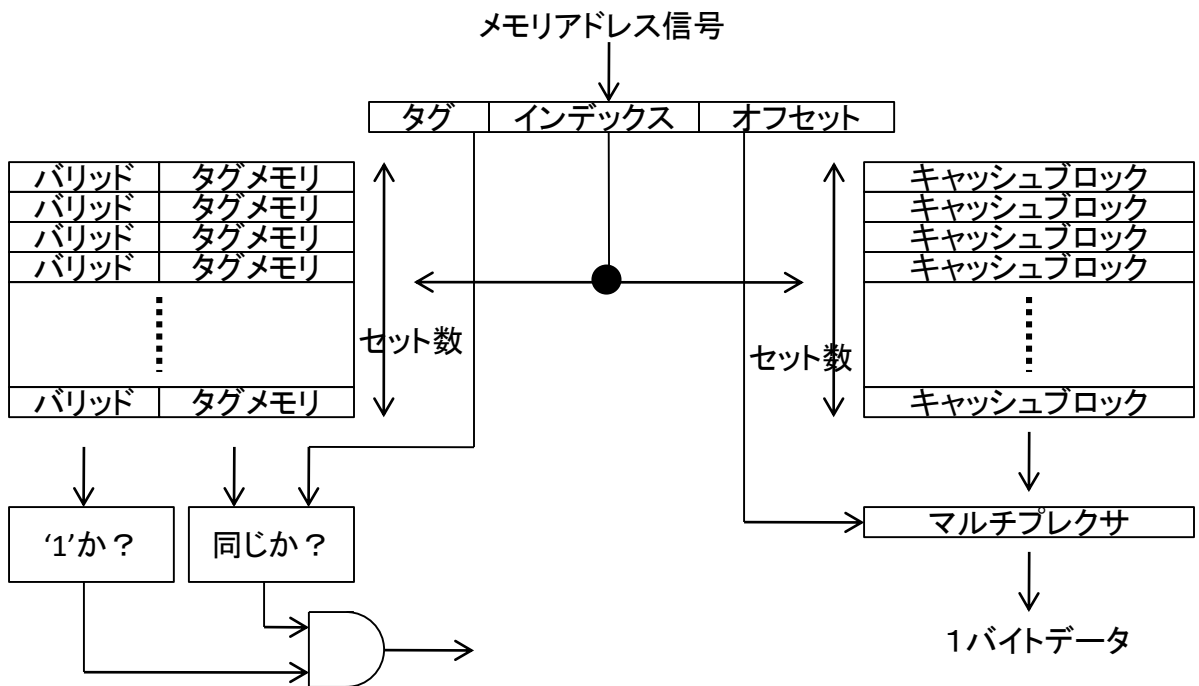 メモリアドレス信号
タグ インデックス オフセット
バリッド タグメモリ
バリッド タグメモリ
バリッド タグメモリ
バリッド タグメモリ
バリッド タグメモリ
セット数
セット数
キャッシュブロック
キャッシュブロック
キャッシュブロック
キャッシュブロック
キャッシュブロック
‘1’か？
同じか？
マルチプレクサ
１バイトデータ